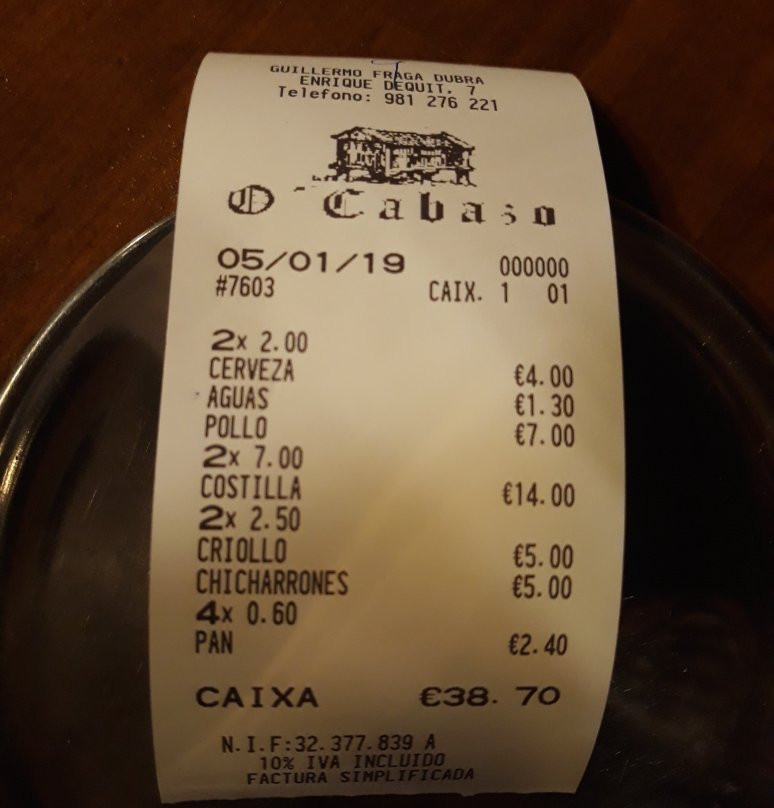 GUILLERMO FRAGA DUBRA
ENRIQUE DEQUIT, 7
Telefono: 981 276 221
O´Cabazo
05/01/19 000000
#7603 CAIX. 1 01
2x 2.00
CERVEZA €4.00
AGUAS €1.30
POLLO €7.00
2x 7.00
COSTILLA €14.00
2x 2.50
CRIOLLO €5.00
CHICHARRONES €5.00
4x 0.60
PAN €2.40
CAIXA €38.70
N.I.F:32.377.839 A
10% IVA INCLUIDO
FACTURA SIMPLIFICADA